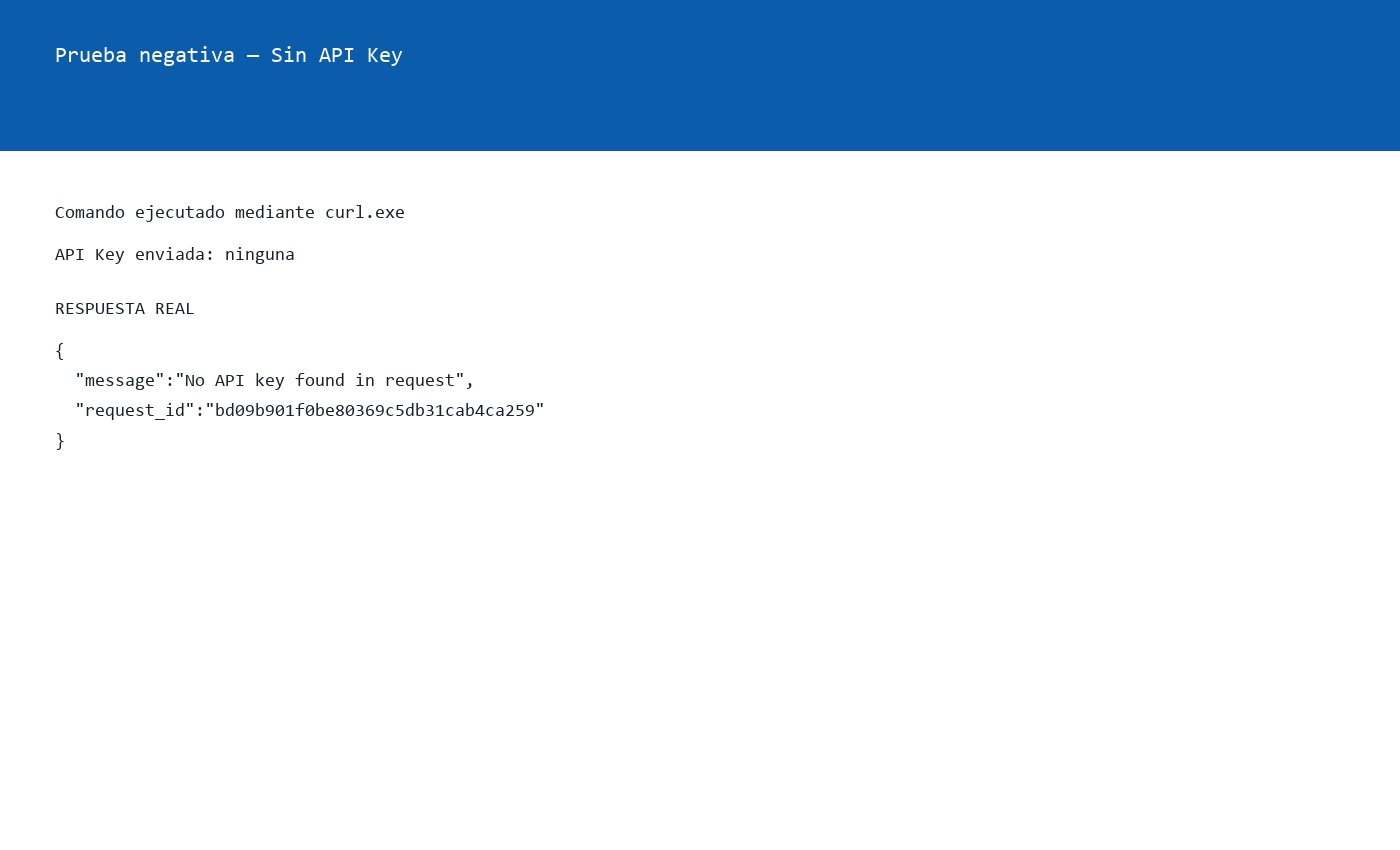 Prueba negativa — Sin API Key
Comando ejecutado mediante curl.exe
API Key enviada: ninguna
RESPUESTA REAL
{
  "message":"No API key found in request",
  "request_id":"bd09b901f0be80369c5db31cab4ca259"
}